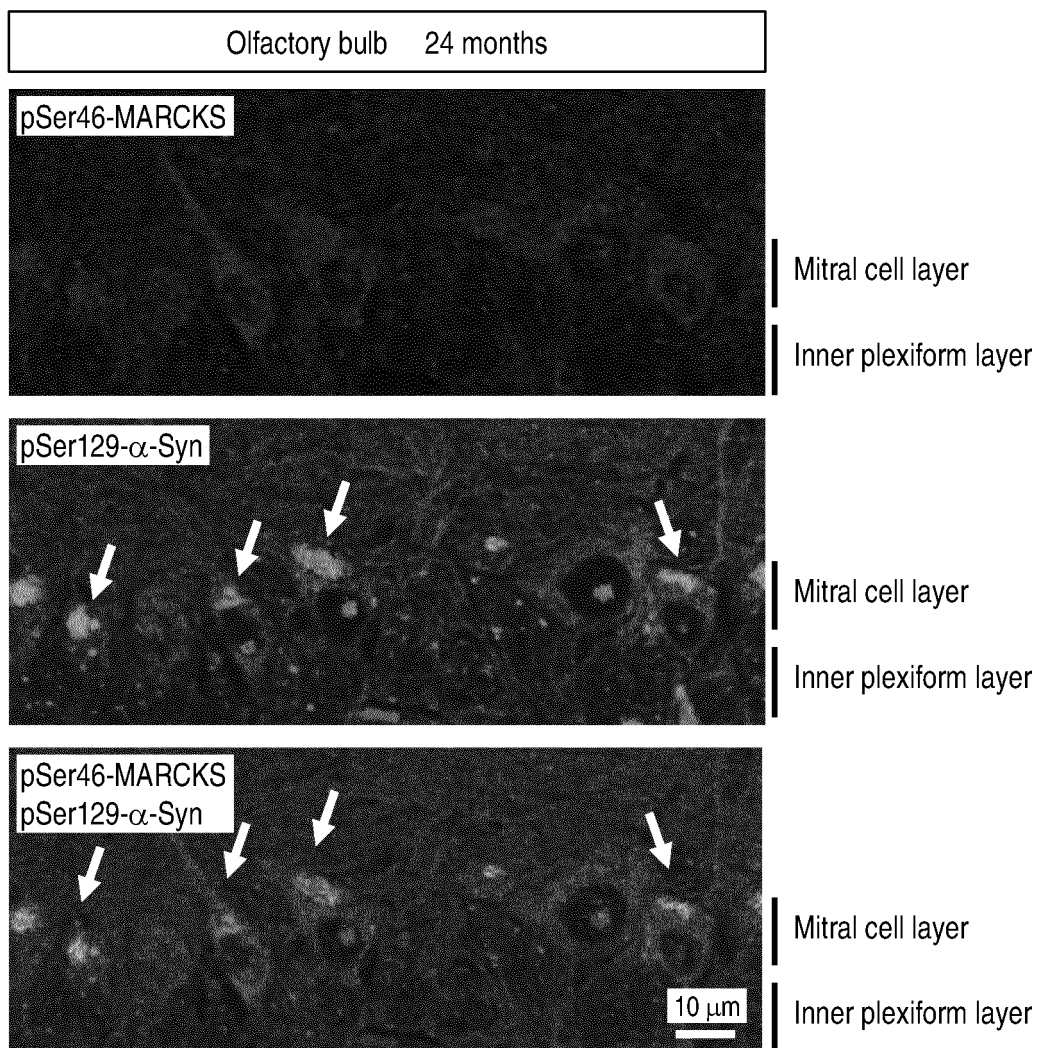 Olfactory bulb 24 months
pSer46-MARCKS
Mitral cell layer
Inner plexiform layer
pSer129-α-Syn
Mitral cell layer
Inner plexiform layer
pSer46-MARCKS
pSer129-α-Syn
Mitral cell layer
10 μm
Inner plexiform layer